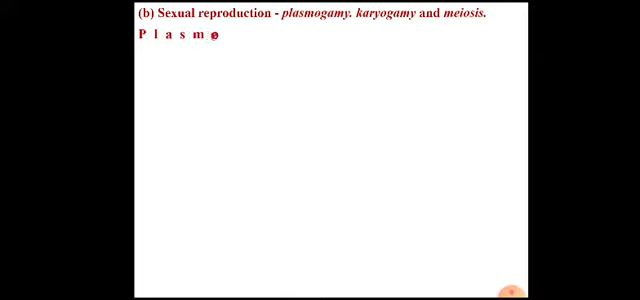 (b) Sexual reproduction - plasmogamy. karyogamy and meiosis.
P l a s m o